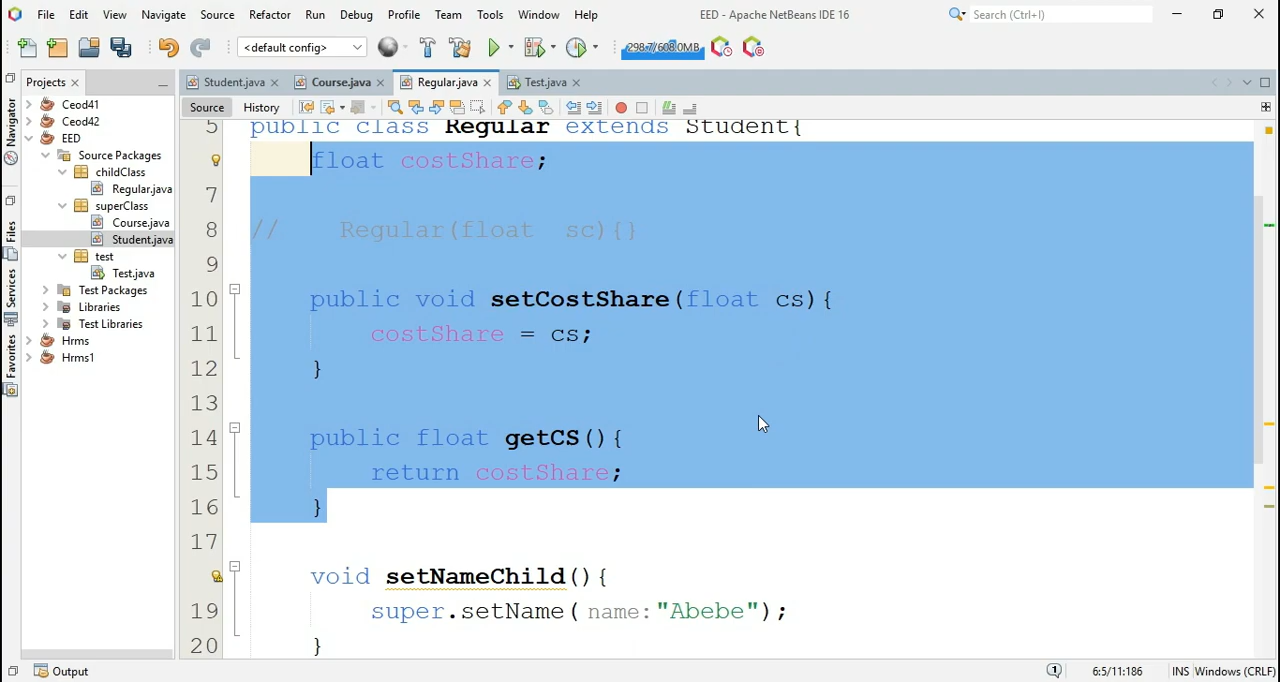 File Edit View Navigate Source Refactor Run Debug Profile Team Tools Window Help EED - Apache NetBeans IDE 16 Search (Ctrl+I)
<default config> 298.7/608.0MB
Projects Student.java Course.java Regular.java Test.java
Source History
Navigator
Files
Services
Favorites
Ceod41
Ceod42
EED
Source Packages
childClass
Regular.java
superClass
Course.java
Student.java
test
Test.java
Test Packages
Libraries
Test Libraries
Hrms
Hrms1
5 public class Regular extends Student{
float costShare;
7
8 // Regular(float sc){}
9
10 public void setCostShare(float cs){
11 costShare = cs;
12 }
13
14 public float getCS(){
15 return costShare;
16 }
17
void setNameChild(){
19 super.setName( name: "Abebe");
20 }
Output 1 6:5/11:186 INS Windows (CRLF)